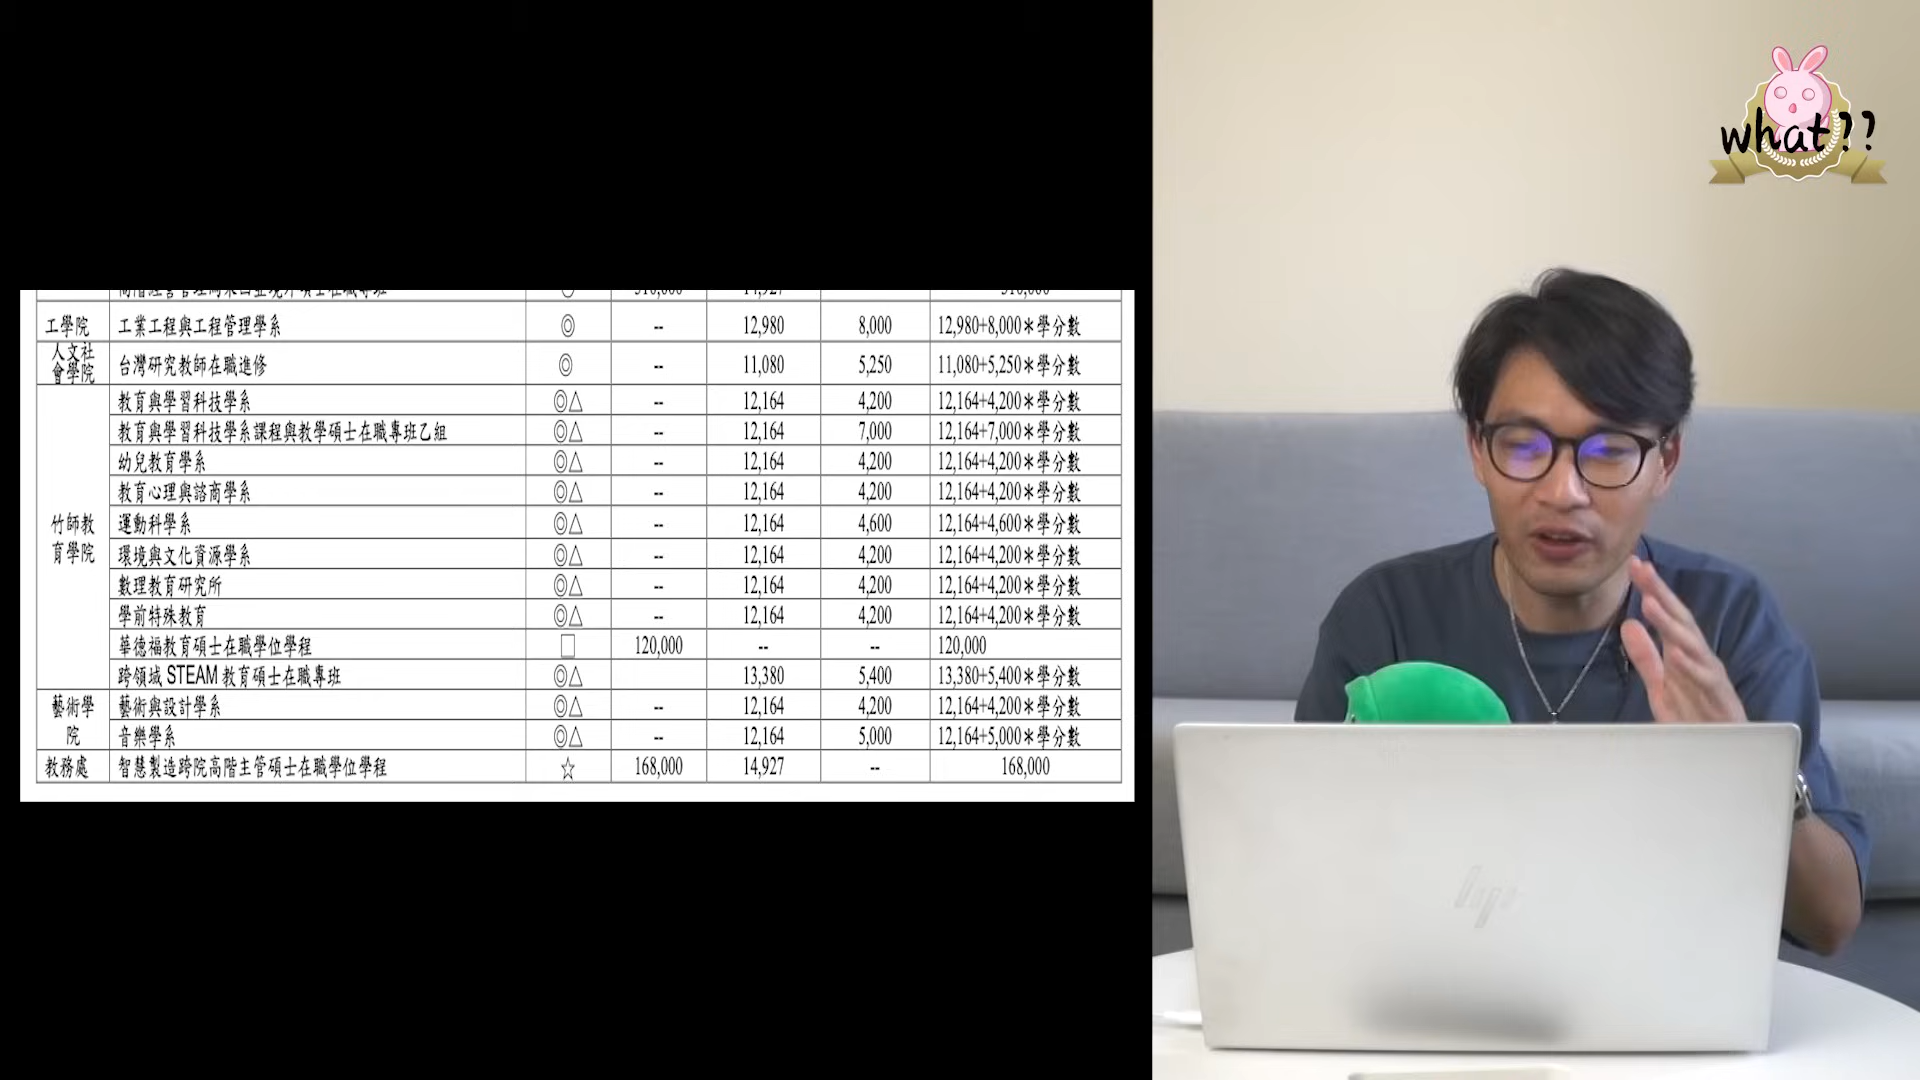 what??
工學院 工業工程與工程管理學系 ◎ -- 12,980 8,000 12,980+8,000*學分數
人文社會學院 台灣研究教師在職進修 ◎ -- 11,080 5,250 11,080+5,250*學分數
竹師教育學院 教育與學習科技學系 ◎△ -- 12,164 4,200 12,164+4,200*學分數
教育與學習科技學系課程與教學碩士在職專班乙組 ◎△ -- 12,164 7,000 12,164+7,000*學分數
幼兒教育學系 ◎△ -- 12,164 4,200 12,164+4,200*學分數
教育心理與諮商學系 ◎△ -- 12,164 4,200 12,164+4,200*學分數
運動科學系 ◎△ -- 12,164 4,600 12,164+4,600*學分數
環境與文化資源學系 ◎△ -- 12,164 4,200 12,164+4,200*學分數
數理教育研究所 ◎△ -- 12,164 4,200 12,164+4,200*學分數
學前特殊教育 ◎△ -- 12,164 4,200 12,164+4,200*學分數
華德福教育碩士在職學位學程 □ 120,000 -- -- 120,000
跨領域 STEAM 教育碩士在職專班 ◎△ 13,380 5,400 13,380+5,400*學分數
藝術學院 藝術與設計學系 ◎△ -- 12,164 4,200 12,164+4,200*學分數
音樂學系 ◎△ -- 12,164 5,000 12,164+5,000*學分數
教務處 智慧製造跨院高階主管碩士在職學位學程 ☆ 168,000 14,927 -- 168,000
hp